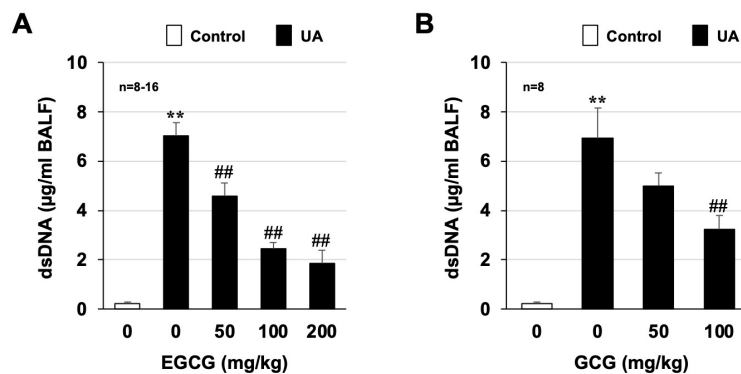 A
Control UA
n=8-16
dsDNA (µg/ml BALF)
10
8
6
4
2
0
**
##
##
##
0 0 50 100 200
EGCG (mg/kg)
B
Control UA
n=8
dsDNA (µg/ml BALF)
10
8
6
4
2
0
**
##
0 0 50 100
GCG (mg/kg)